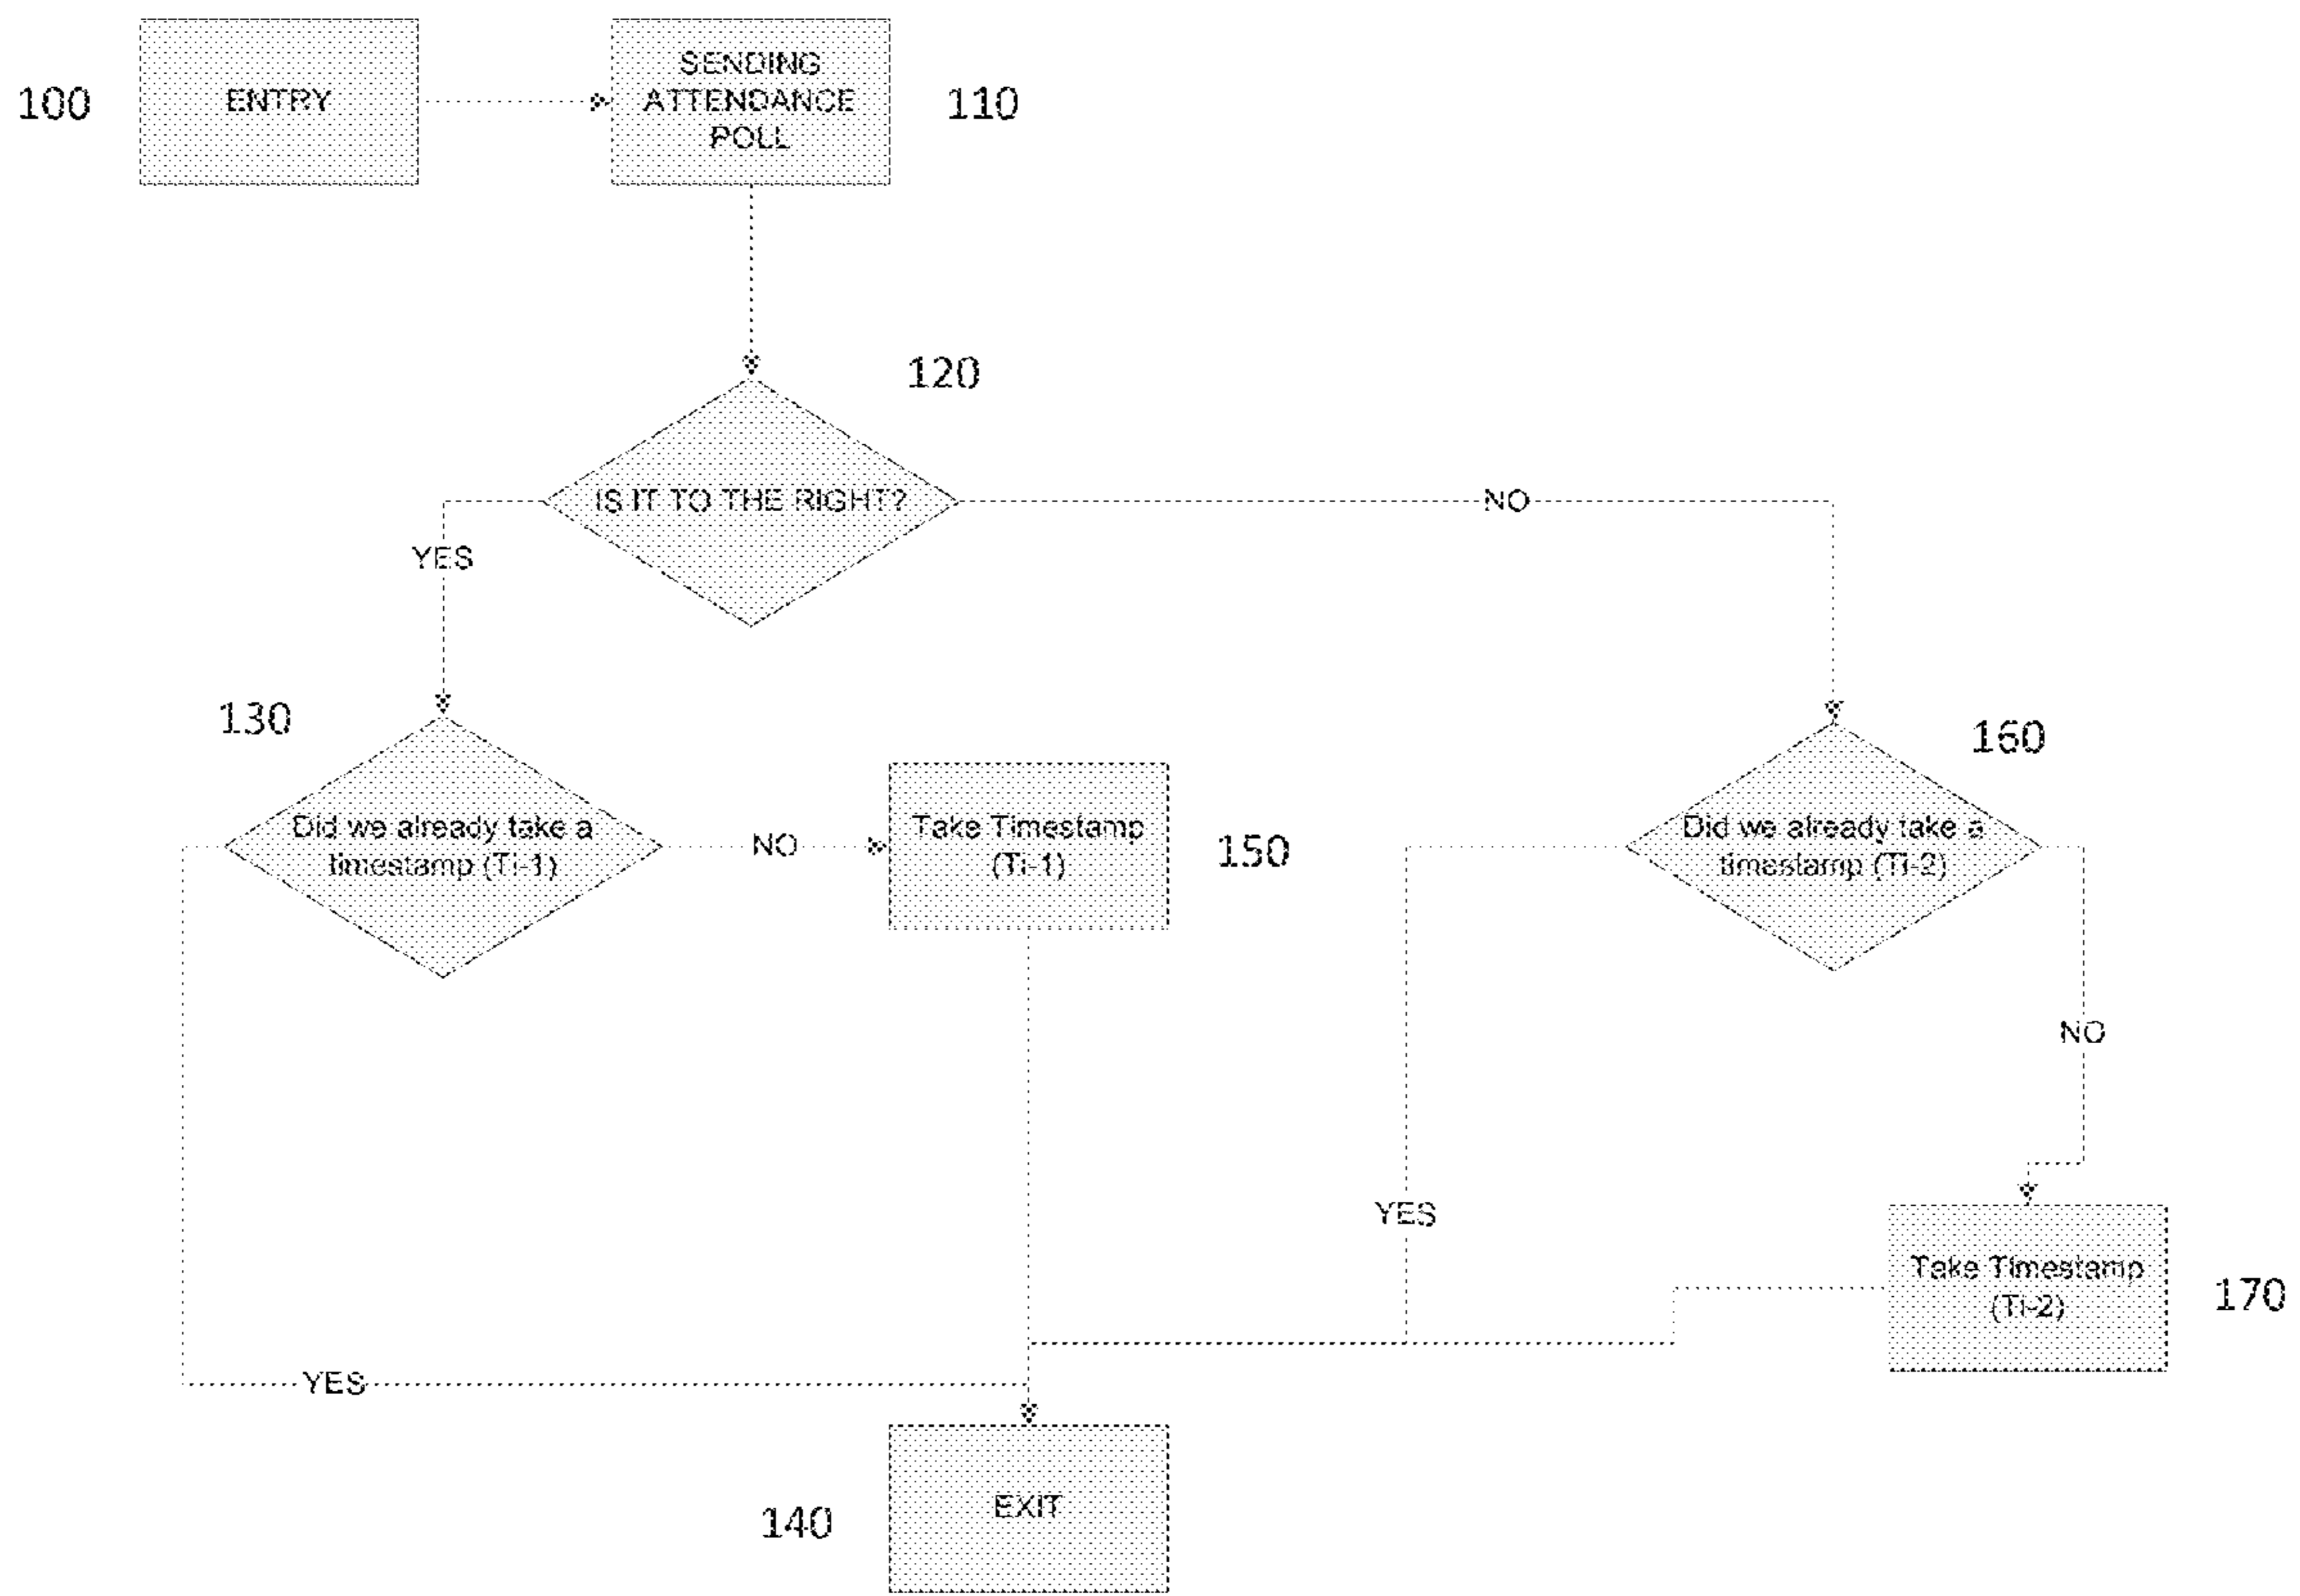 100
ENTRY
SENDING
ATTENDANCE
POLL
110
120
IS IT TO THE RIGHT?
NO
YES
130
160
Did we already take a
timestamp (Ti-1)
NO
Take Timestamp
(Ti-1)
150
Did we already take a
timestamp (Ti-2)
NO
YES
Take Timestamp
(Ti-2)
170
YES
EXIT
140